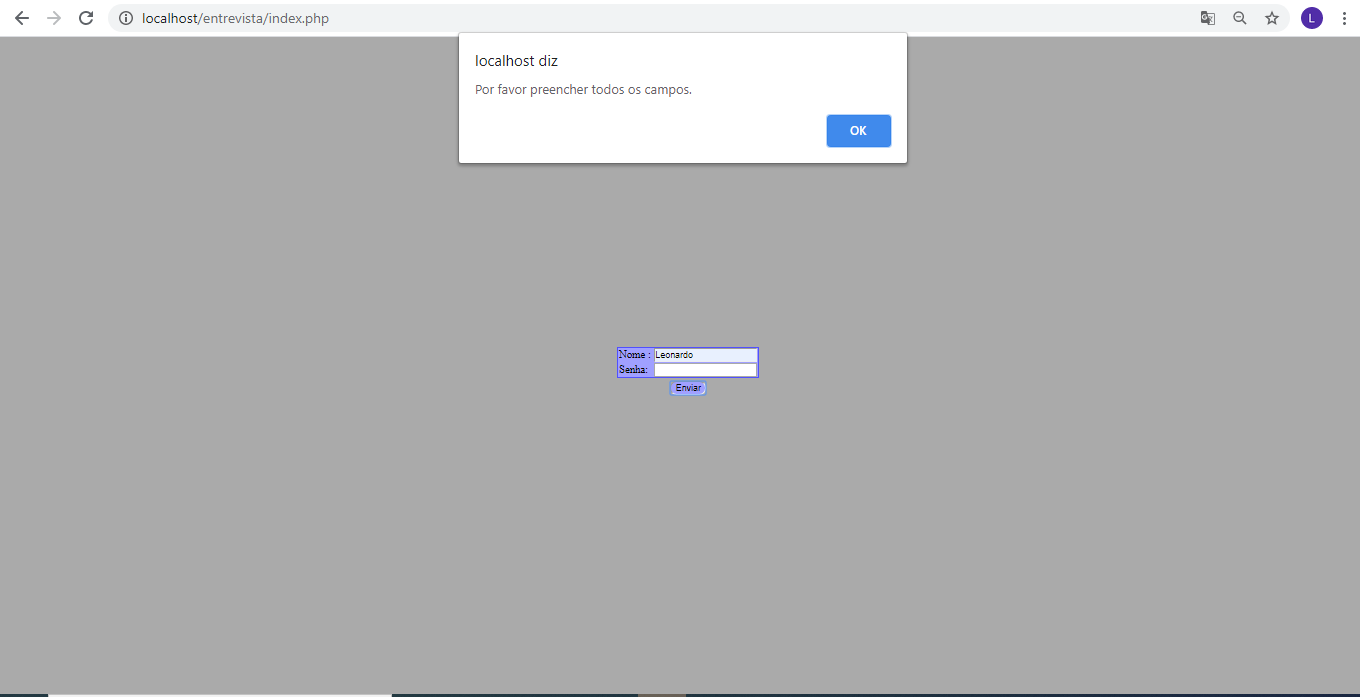 localhost/entrevista/index.php
L
localhost diz
Por favor preencher todos os campos.
OK
Nome : Leonardo
Senha:
Enviar